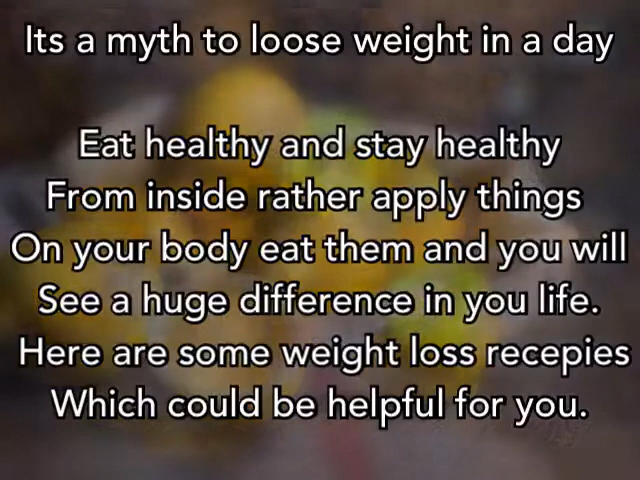 Its a myth to loose weight in a day
Eat healthy and stay healthy
From inside rather apply things
On your body eat them and you will
See a huge difference in you life.
Here are some weight loss recepies
Which could be helpful for you.